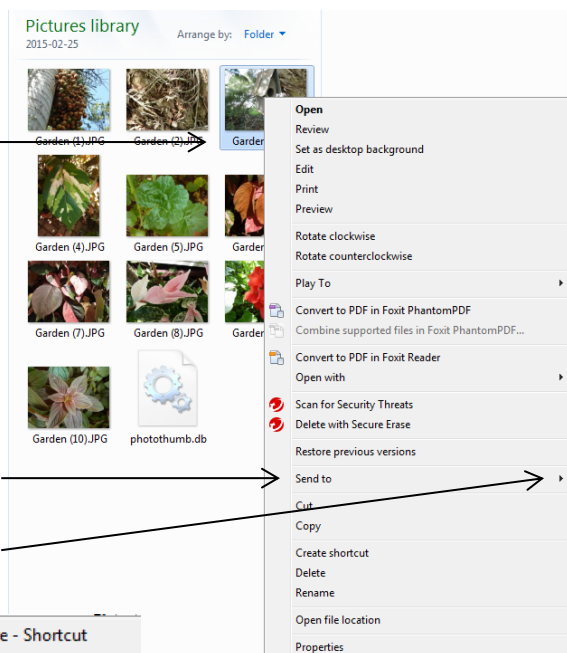 Pictures library
2015-02-25
Arrange by: Folder
Garden (1).JPG
Garden (2).JPG
Garden
Garden (4).JPG
Garden (5).JPG
Garden
Garden (7).JPG
Garden (8).JPG
Garden
Garden (10).JPG
photothumb.db
Open
Review
Set as desktop background
Edit
Print
Preview
Rotate clockwise
Rotate counterclockwise
Play To
Convert to PDF in Foxit PhantomPDF
Combine supported files in Foxit PhantomPDF...
Convert to PDF in Foxit Reader
Open with
Scan for Security Threats
Delete with Secure Erase
Restore previous versions
Send to
Cut
Copy
Create shortcut
Delete
Rename
Open file location
Properties
e - Shortcut